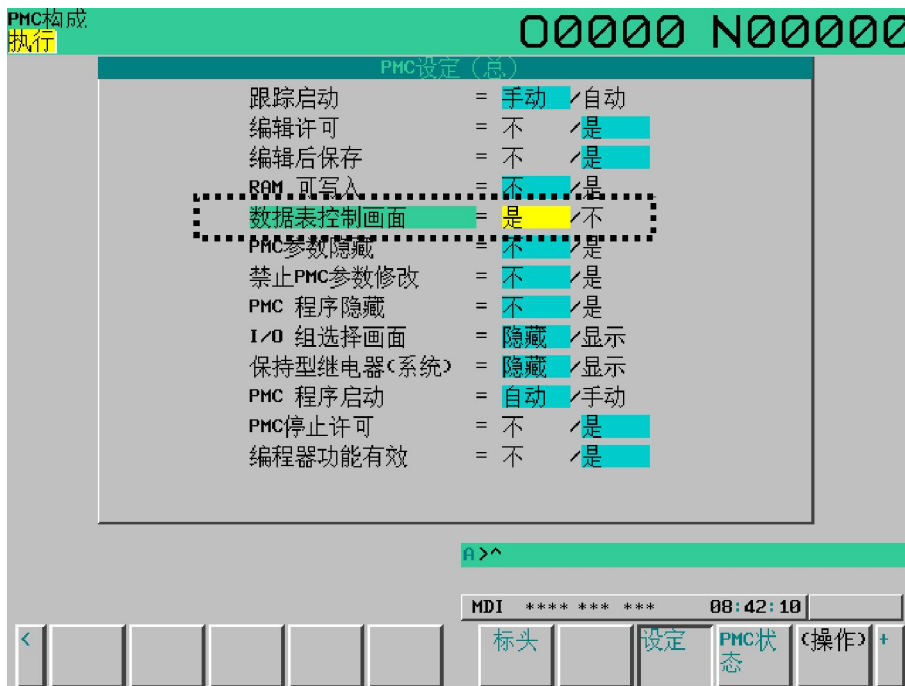 PMC构成
执行
O0000 N00000
PMC设定（总）
跟踪启动 = 手动 /自动
编辑许可 = 不 /是
编辑后保存 = 不 /是
RAM 可写入 = 不 /是
数据表控制画面 = 是 /不
PMC参数隐藏 = 不 /是
禁止PMC参数修改 = 不 /是
PMC 程序隐藏 = 不 /是
I/O 组选择画面 = 隐藏 /显示
保持型继电器(系统) = 隐藏 /显示
PMC 程序启动 = 自动 /手动
PMC停止许可 = 不 /是
编程器功能有效 = 不 /是
A>^
MDI **** *** *** 08:42:10
< 标头 设定 PMC状态 (操作) +